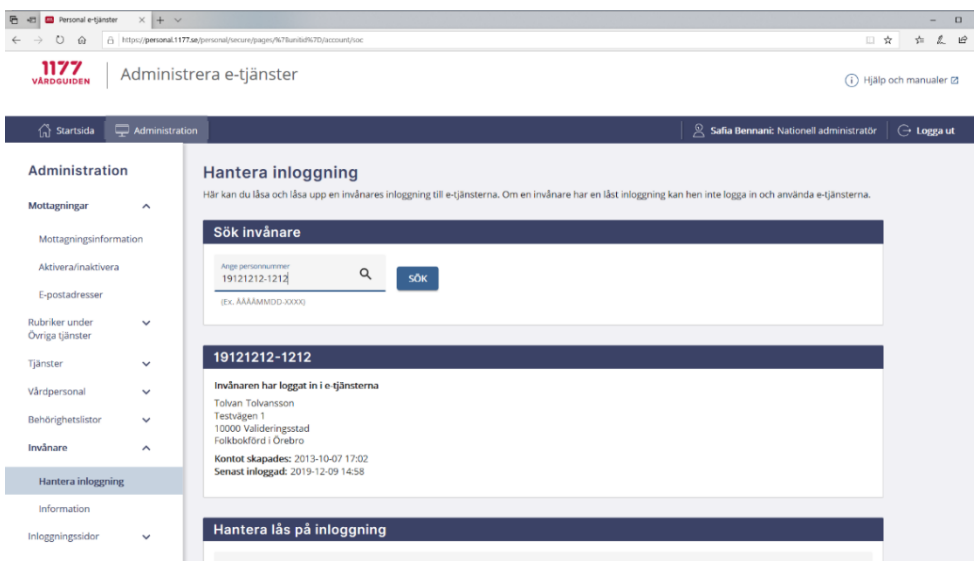 Personal e-tjänster
https://personal.1177.se/personal/secure/pages/%7Bunitid%7D/account/soc
1177
VÅRDGUIDEN
Administrera e-tjänster
Hjälp och manualer
Startsida
Administration
Safia Bennani: Nationell administratör
Logga ut
Administration
Mottagningar
Mottagningsinformation
Aktivera/inaktivera
E-postadresser
Rubriker under
Övriga tjänster
Tjänster
Vårdpersonal
Behörighetslistor
Invånare
Hantera inloggning
Information
Inloggningssidor
Hantera inloggning
Här kan du låsa och låsa upp en invånares inloggning till e-tjänsterna. Om en invånare har en låst inloggning kan hen inte logga in och använda e-tjänsterna.
Sök invånare
Ange personnummer
19121212-1212
SÖK
(Ex. ÅÅÅÅMMDD-XXXX)
19121212-1212
Invånaren har loggat in i e-tjänsterna
Tolvan Tolvansson
Testvägen 1
10000 Valideringsstad
Folkbokförd i Örebro
Kontot skapades: 2013-10-07 17:02
Senast inloggad: 2019-12-09 14:58
Hantera lås på inloggning